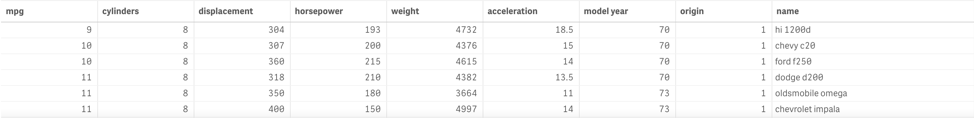 mpg cylinders displacement horsepower weight acceleration model year origin name
9 8 304 193 4732 18.5 70 1 hi 1200d
10 8 307 200 4376 15 70 1 chevy c20
10 8 360 215 4615 14 70 1 ford f250
11 8 318 210 4382 13.5 70 1 dodge d200
11 8 350 180 3664 11 73 1 oldsmobile omega
11 8 400 150 4997 14 73 1 chevrolet impala